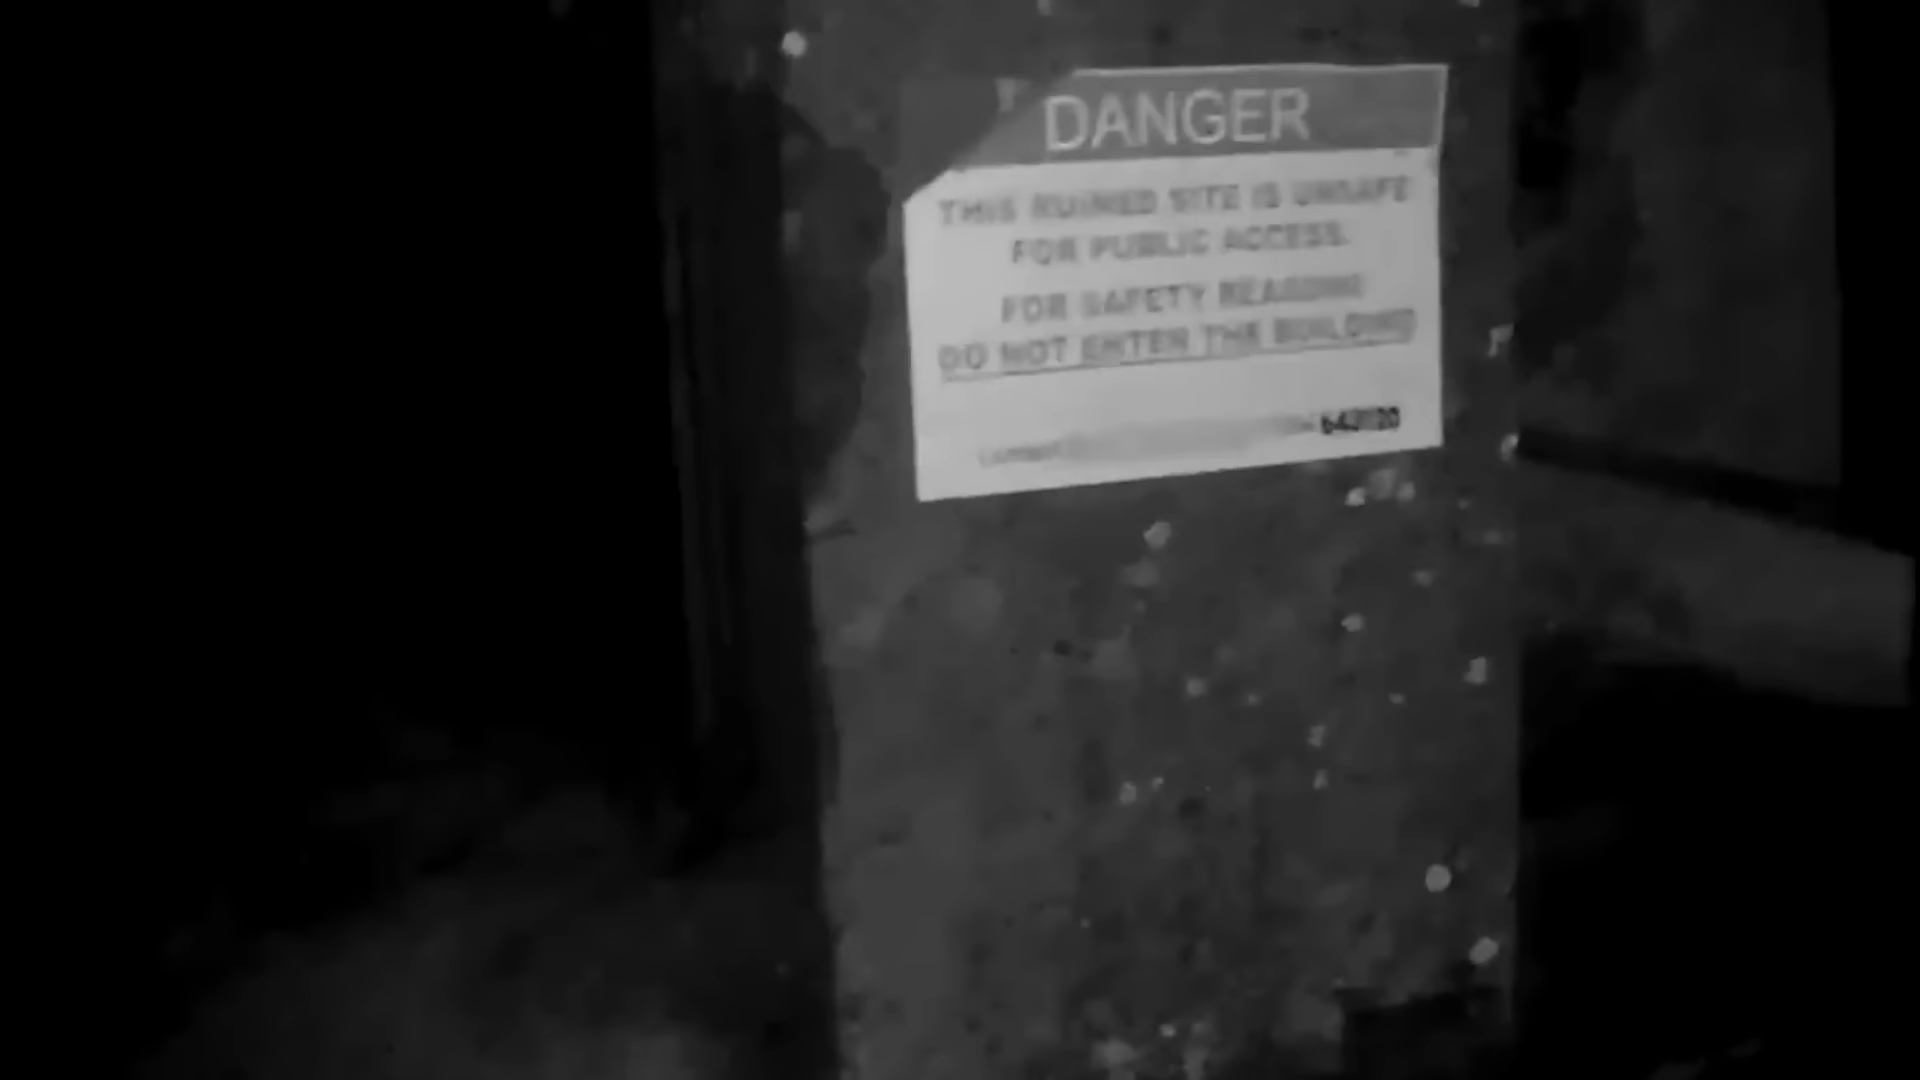 DANGER
THIS RUINED SITE IS UNSAFE
FOR PUBLIC ACCESS.
FOR SAFETY REASONS
DO NOT ENTER THE BUILDING